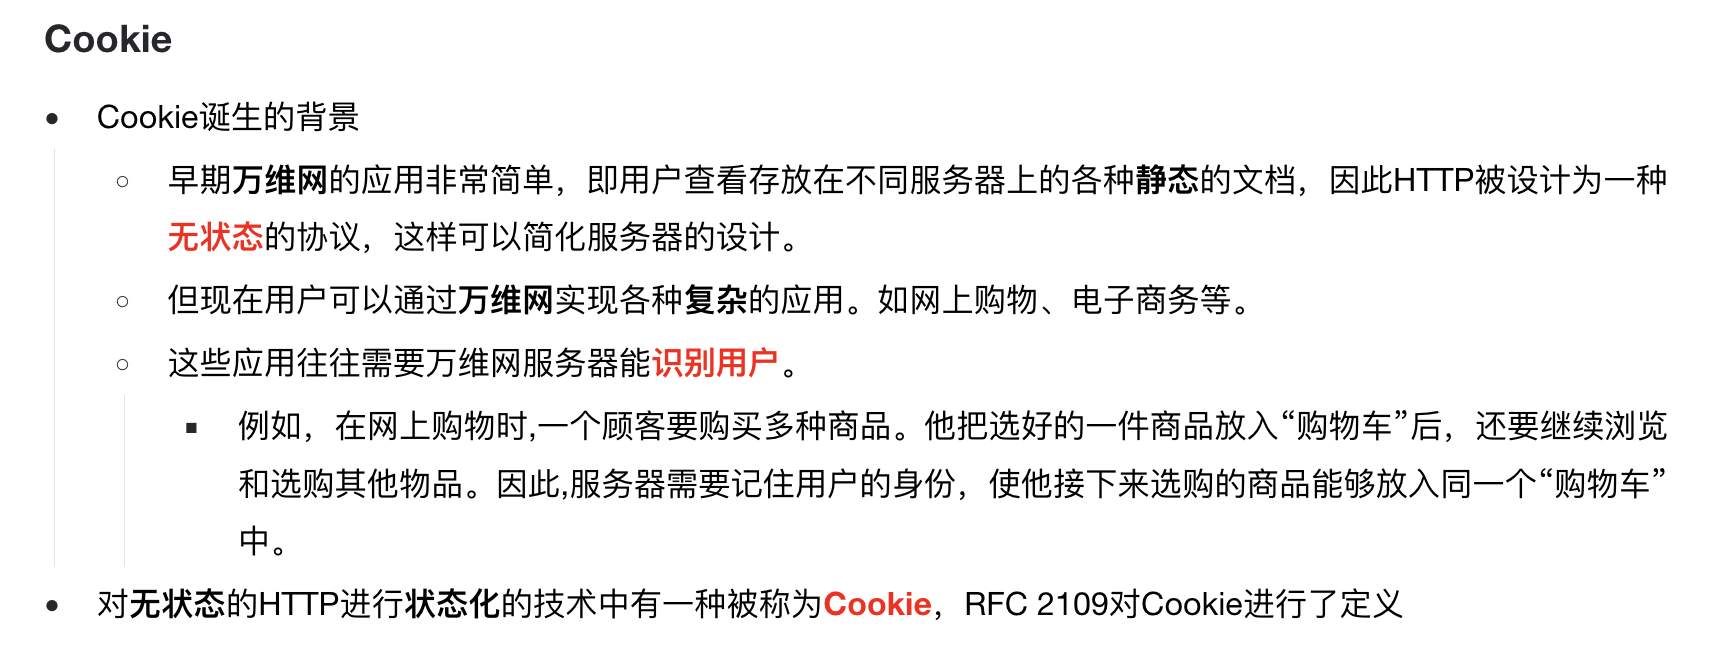 Cookie
Cookie诞生的背景
早期万维网的应用非常简单，即用户查看存放在不同服务器上的各种静态的文档，因此HTTP被设计为一种
无状态的协议，这样可以简化服务器的设计。
但现在用户可以通过万维网实现各种复杂的应用。如网上购物、电子商务等。
这些应用往往需要万维网服务器能识别用户。
例如，在网上购物时,一个顾客要购买多种商品。他把选好的一件商品放入“购物车”后，还要继续浏览
和选购其他物品。因此,服务器需要记住用户的身份，使他接下来选购的商品能够放入同一个“购物车”
中。
对无状态的HTTP进行状态化的技术中有一种被称为Cookie，RFC 2109对Cookie进行了定义